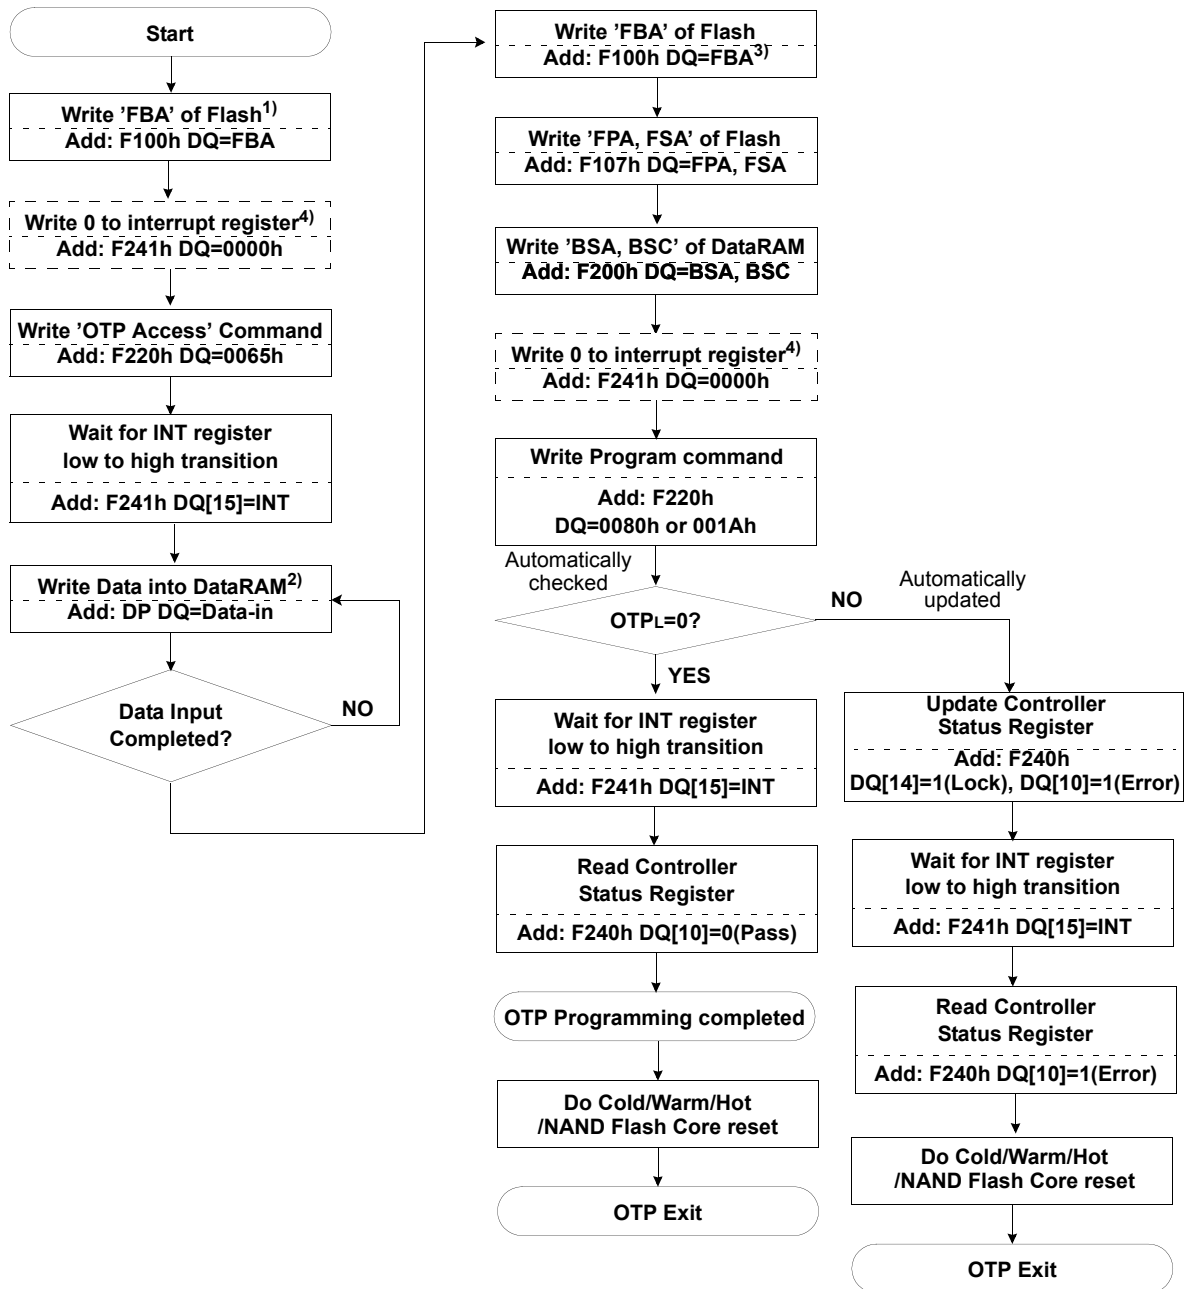 Start
Write ’FBA’ of Flash1)
Add: F100h DQ=FBA
Write 0 to interrupt register4)
Add: F241h DQ=0000h
Write ’OTP Access’ Command
Add: F220h DQ=0065h
Wait for INT register
low to high transition
Add: F241h DQ[15]=INT
Write Data into DataRAM2)
Add: DP DQ=Data-in
Data Input
Completed?
NO
Write ’FBA’ of Flash
Add: F100h DQ=FBA3)
Write ’FPA, FSA’ of Flash
Add: F107h DQ=FPA, FSA
Write ’BSA, BSC’ of DataRAM
Add: F200h DQ=BSA, BSC
Write 0 to interrupt register4)
Add: F241h DQ=0000h
Write Program command
Add: F220h
DQ=0080h or 001Ah
Automatically
checked
OTPL=0?
NO
Automatically
updated
YES
Wait for INT register
low to high transition
Add: F241h DQ[15]=INT
Read Controller
Status Register
Add: F240h DQ[10]=0(Pass)
OTP Programming completed
Do Cold/Warm/Hot
/NAND Flash Core reset
OTP Exit
Update Controller
Status Register
Add: F240h
DQ[14]=1(Lock), DQ[10]=1(Error)
Wait for INT register
low to high transition
Add: F241h DQ[15]=INT
Read Controller
Status Register
Add: F240h DQ[10]=1(Error)
Do Cold/Warm/Hot
/NAND Flash Core reset
OTP Exit